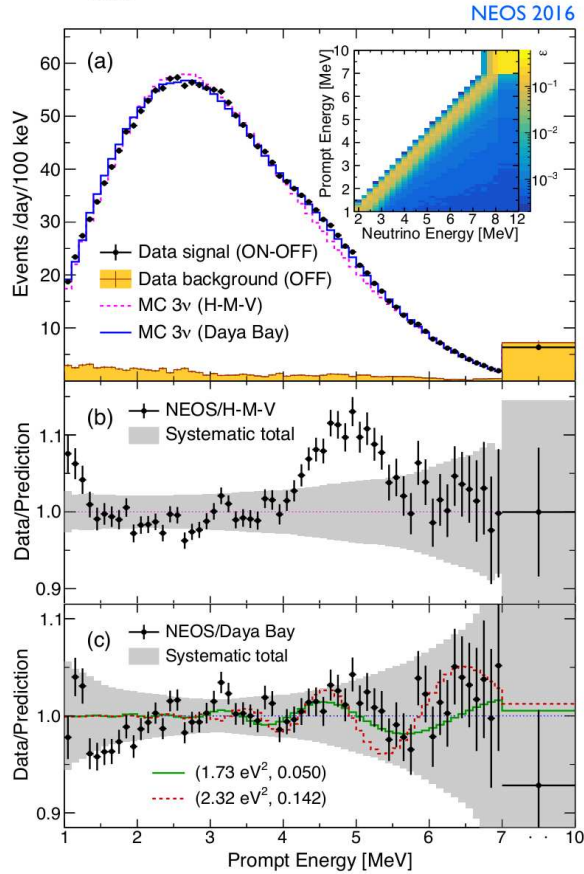 NEOS 2016
(a)
Events /day/100 keV
60
50
40
30
20
10
Data signal (ON-OFF)
Data background (OFF)
MC 3ν (H-M-V)
MC 3ν (Daya Bay)
Prompt Energy [MeV]
10
9
8
7
6
5
4
3
2
1
2 3 4 5 6 7 8 10 12
Neutrino Energy [MeV]
ε
10⁻¹
10⁻²
10⁻³
(b)
Data/Prediction
1.1
1.0
0.9
NEOS/H-M-V
Systematic total
(c)
Data/Prediction
1.1
1.0
0.9
NEOS/Daya Bay
Systematic total
(1.73 eV², 0.050)
(2.32 eV², 0.142)
1 2 3 4 5 6 7 · · 10
Prompt Energy [MeV]